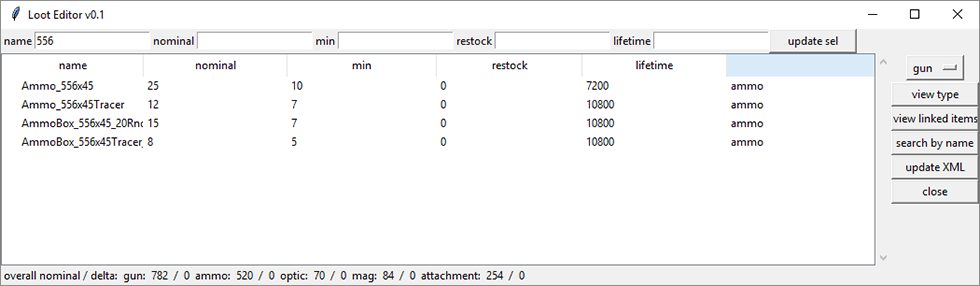 Loot Editor v0.1
name 556 nominal min restock lifetime update sel
name nominal min restock lifetime
gun
Ammo_556x45 25 10 0 7200 ammo
Ammo_556x45Tracer 12 7 0 10800 ammo
AmmoBox_556x45_20Rnd 15 7 0 10800 ammo
AmmoBox_556x45Tracer_ 8 5 0 10800 ammo
view type
view linked items
search by name
update XML
close
overall nominal / delta: gun: 782 / 0 ammo: 520 / 0 optic: 70 / 0 mag: 84 / 0 attachment: 254 / 0